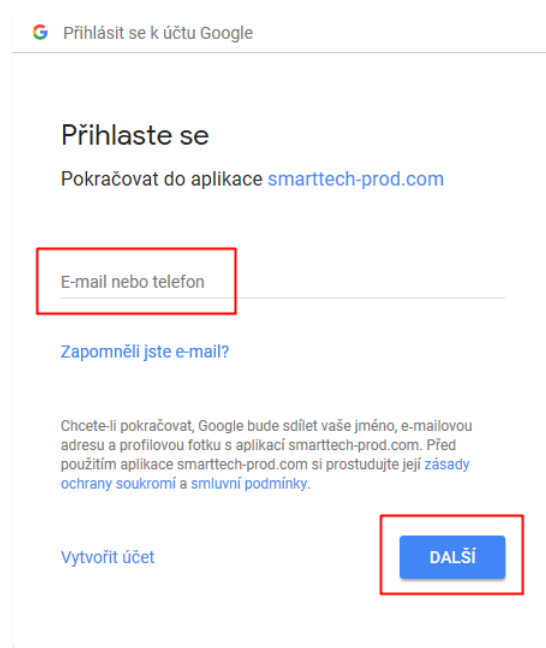 Přihlásit se k účtu Google
Přihlaste se
Pokračovat do aplikace smarttech-prod.com
E-mail nebo telefon
Zapomněli jste e-mail?
Chcete-li pokračovat, Google bude sdílet vaše jméno, e-mailovou
adresu a profilovou fotku s aplikací smarttech-prod.com. Před
použitím aplikace smarttech-prod.com si prostudujte její zásady
ochrany soukromí a smluvní podmínky.
Vytvořit účet
DALŠÍ